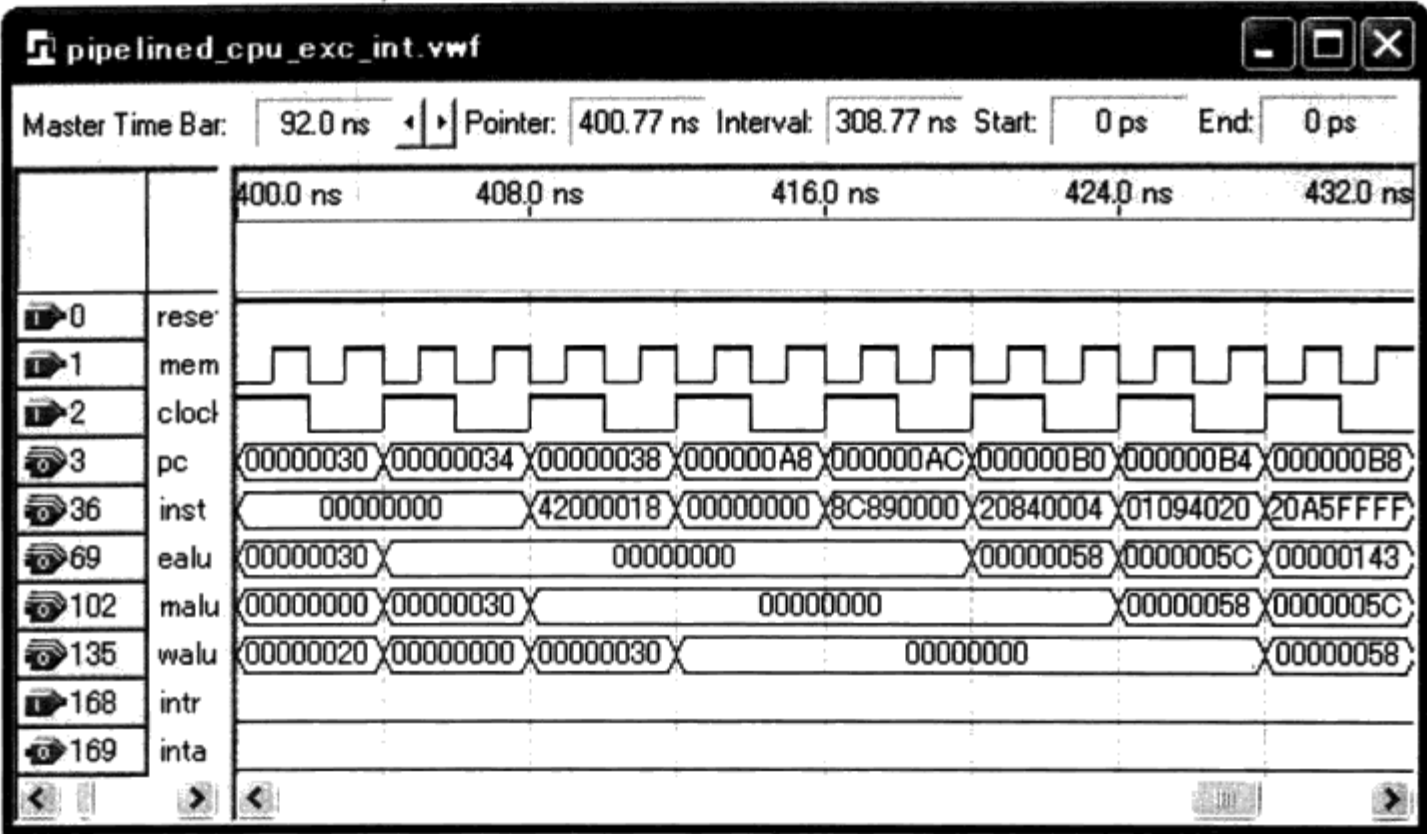 pipelined_cpu_exc_int.vwf
Master Time Bar: 92.0 ns Pointer: 400.77 ns Interval: 308.77 ns Start: 0 ps End: 0 ps
400.0 ns 408.0 ns 416.0 ns 424.0 ns 432.0 ns
0 rese
1 mem
2 clock
3 pc 00000030 00000034 00000038 000000A8 000000AC 000000B0 000000B4 000000B8
36 inst 00000000 42000018 00000000 8C890000 20840004 01094020 20A5FFFF
69 ealu 00000030 00000000 00000058 0000005C 00000143
102 malu 00000000 00000030 00000000 00000058 0000005C
135 walu 00000020 00000000 00000030 00000000 00000058
168 intr
169 inta